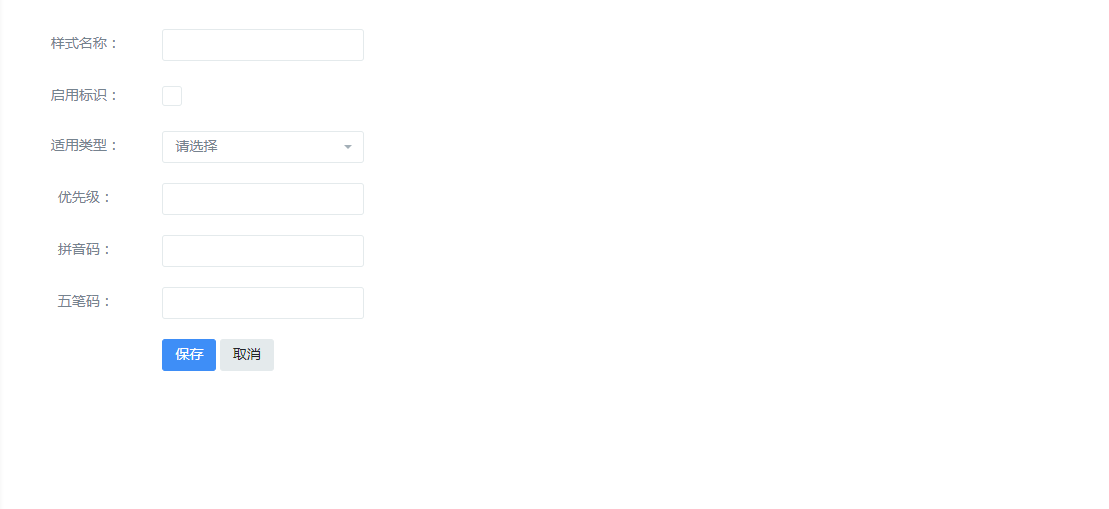 样式名称：
启用标识：
适用类型：
请选择
优先级：
拼音码：
五笔码：
保存 取消